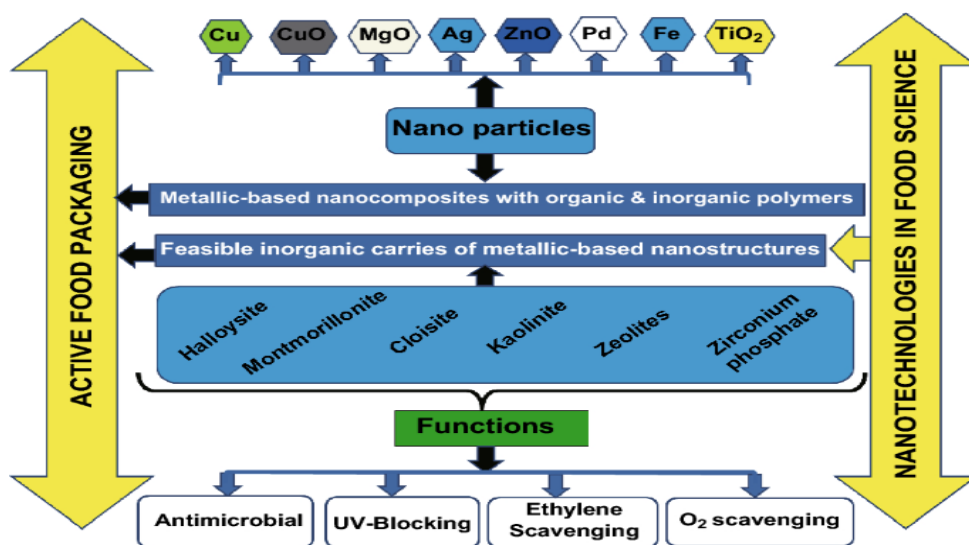 Cu CuO MgO Ag ZnO Pd Fe TiO₂
Nano particles
Metallic-based nanocomposites with organic & inorganic polymers
Feasible inorganic carries of metallic-based nanostructures
Halloysite
Montmorillonite
Cloisite
Kaolinite
Zeolites
Zirconium
phosphate
Functions
Antimicrobial
UV-Blocking
Ethylene
Scavenging
O₂ scavenging
ACTIVE FOOD PACKAGING
NANOTECHNOLOGIES IN FOOD SCIENCE